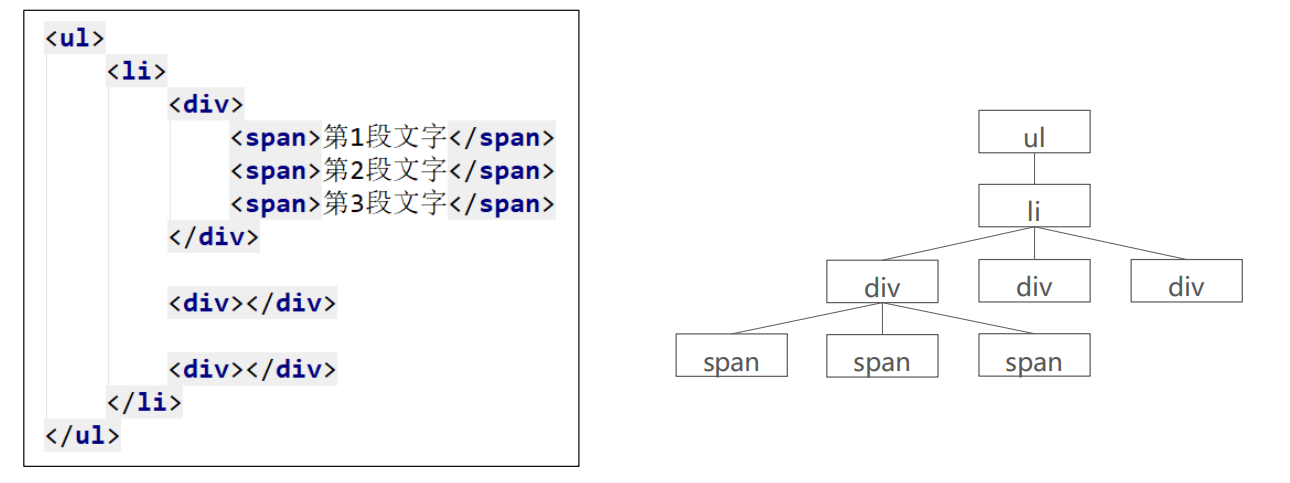 <ul>
<li>
<div>
<span>第1段文字</span>
<span>第2段文字</span>
<span>第3段文字</span>
</div>
<div></div>
<div></div>
</li>
</ul>
ul
li
div div div
span span span